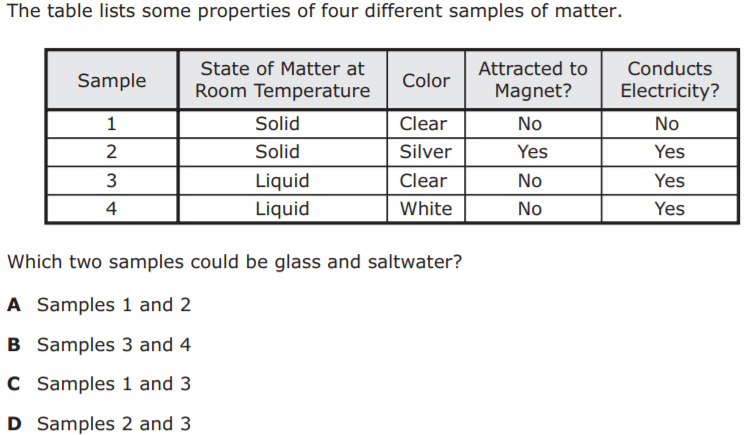 The table lists some properties of four different samples of matter.
Sample State of Matter at Room Temperature Color Attracted to Magnet? Conducts Electricity?
1 Solid Clear No No
2 Solid Silver Yes Yes
3 Liquid Clear No Yes
4 Liquid White No Yes
Which two samples could be glass and saltwater?
A Samples 1 and 2
B Samples 3 and 4
C Samples 1 and 3
D Samples 2 and 3